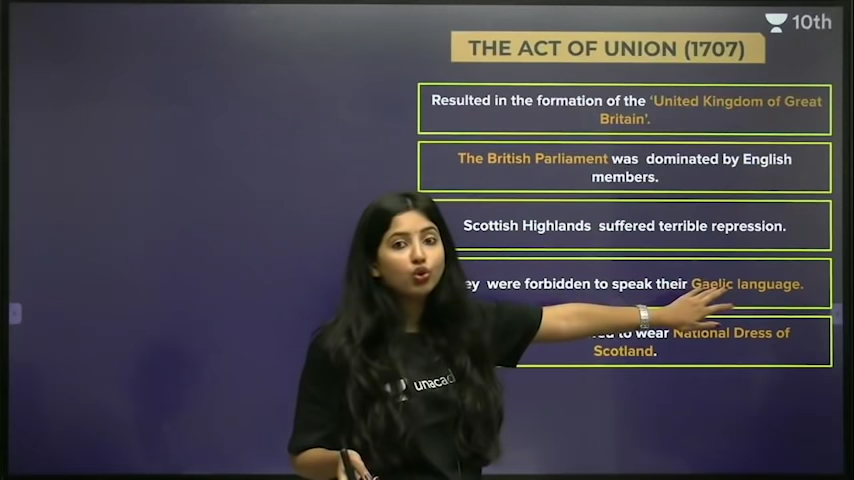 10th
THE ACT OF UNION (1707)
Resulted in the formation of the ‘United Kingdom of Great
Britain’.
The British Parliament was dominated by English
members.
Scottish Highlands suffered terrible repression.
were forbidden to speak their Gaelic language.
to wear National Dress of
Scotland.
unacad